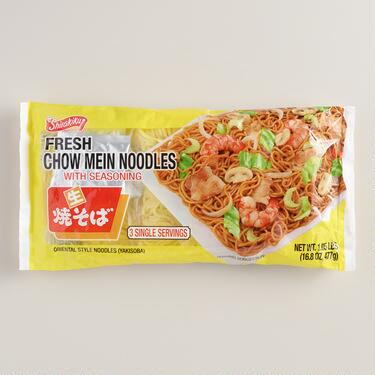 Shirakiku
FRESH
CHOW MEIN NOODLES
WITH SEASONING
生
焼そば
3 SINGLE SERVINGS
ORIENTAL STYLE NOODLES (YAKISOBA)
NET WT. 1.05 LBS.
(16.8 OZ, 477g)